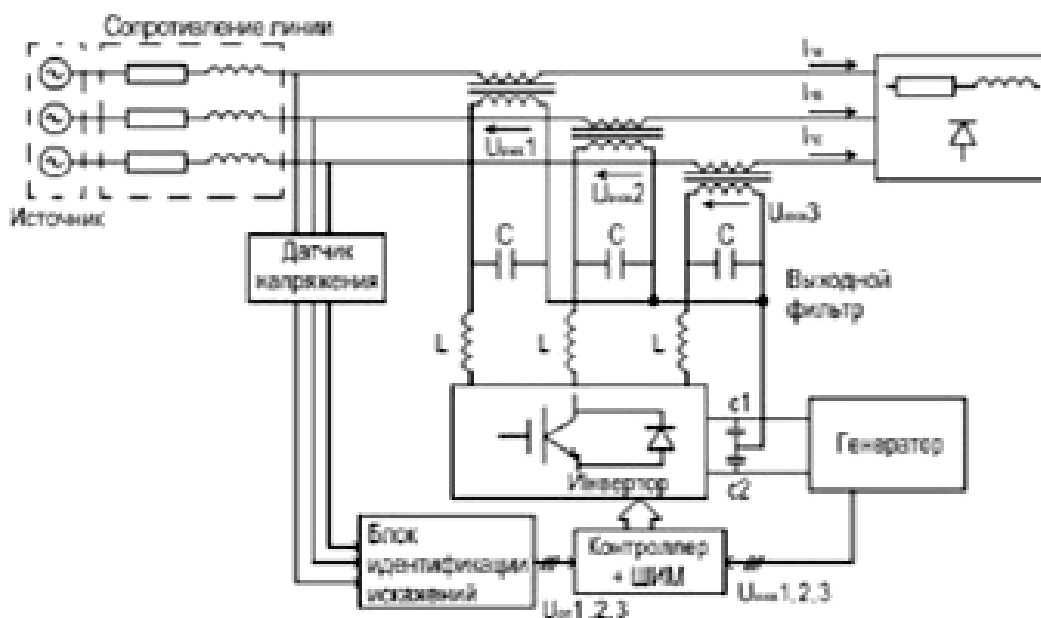 Сопротивление линии
Источник
Датчик
напряжения
C
C
C
Выходной
фильтр
L
L
L
c1
c2
Инвертор
Генератор
Блок
идентификации
искажений
Контроллер
+ ШИМ